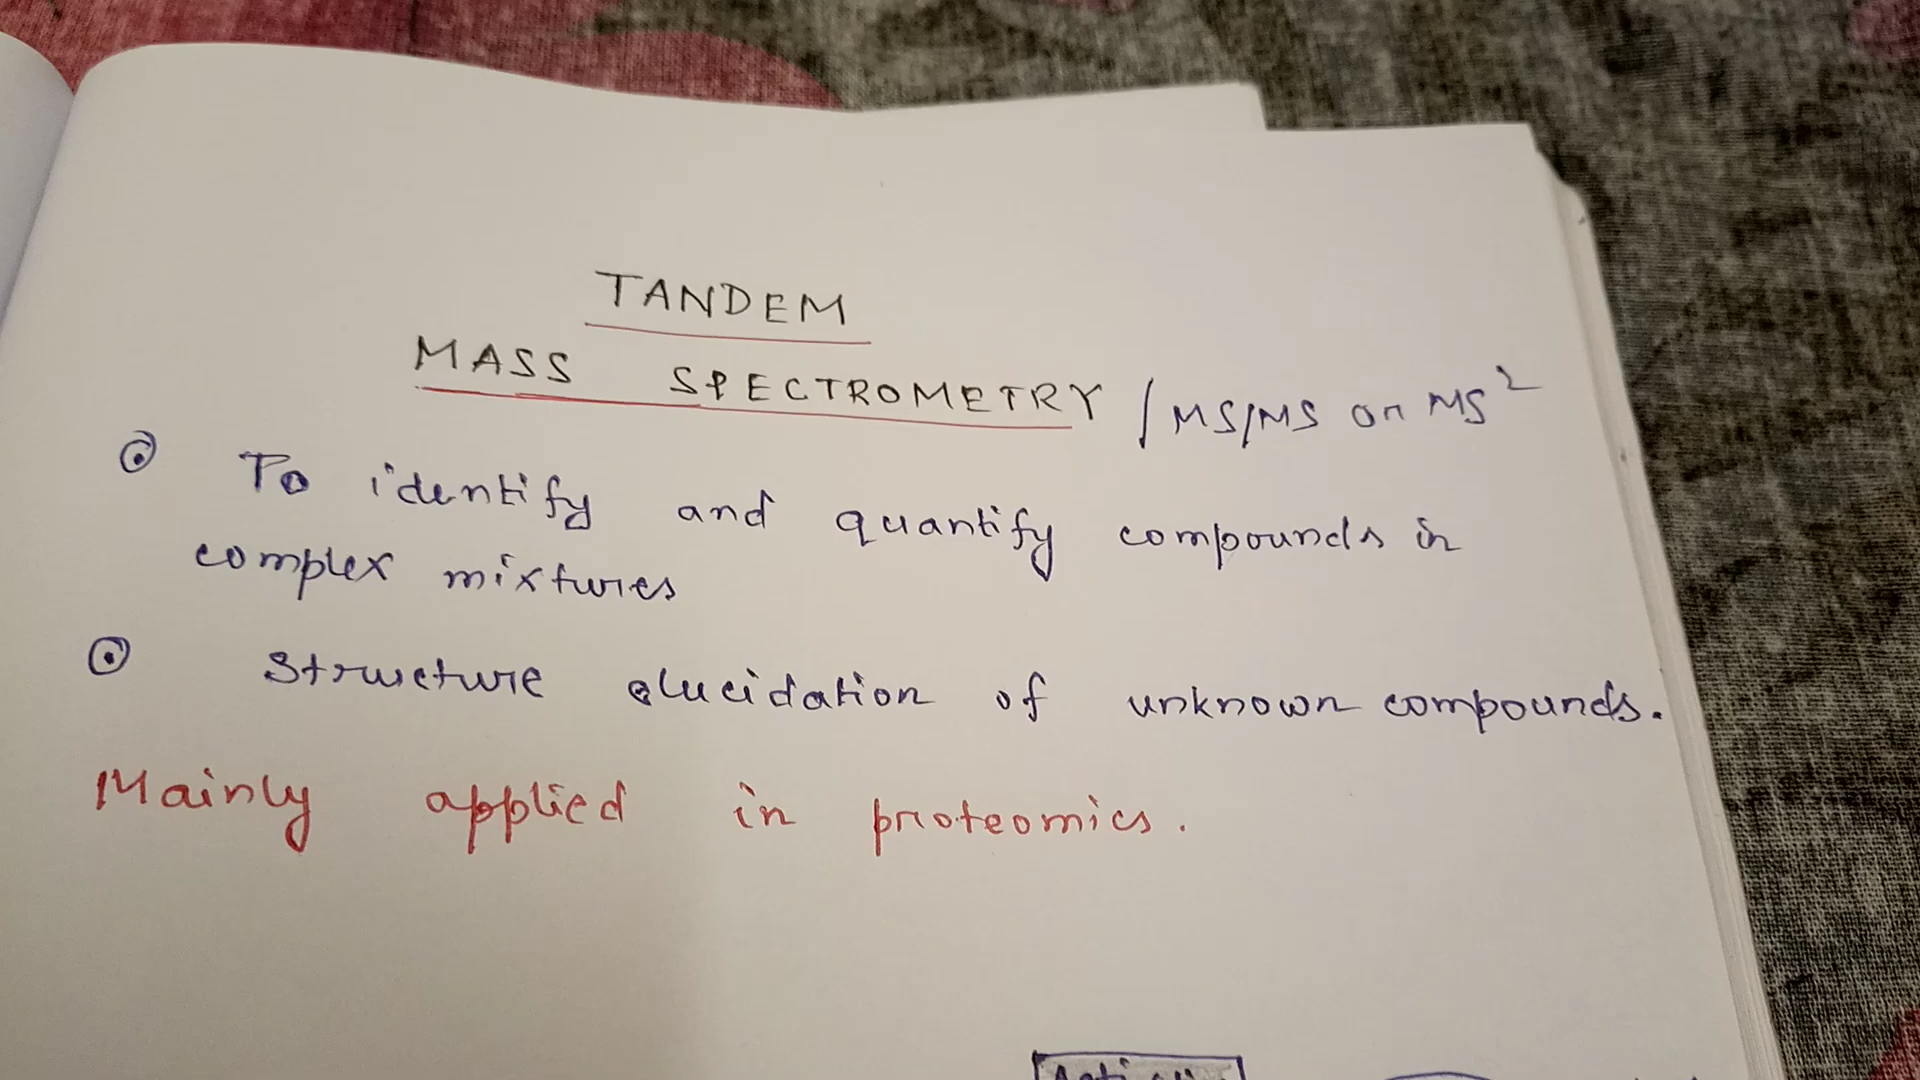 TANDEM
MASS SPECTROMETRY / MS/MS or MS²
⊙ To identify and quantify compounds in
complex mixtures
⊙ Structure elucidation of unknown compounds.
Mainly applied in proteomics.